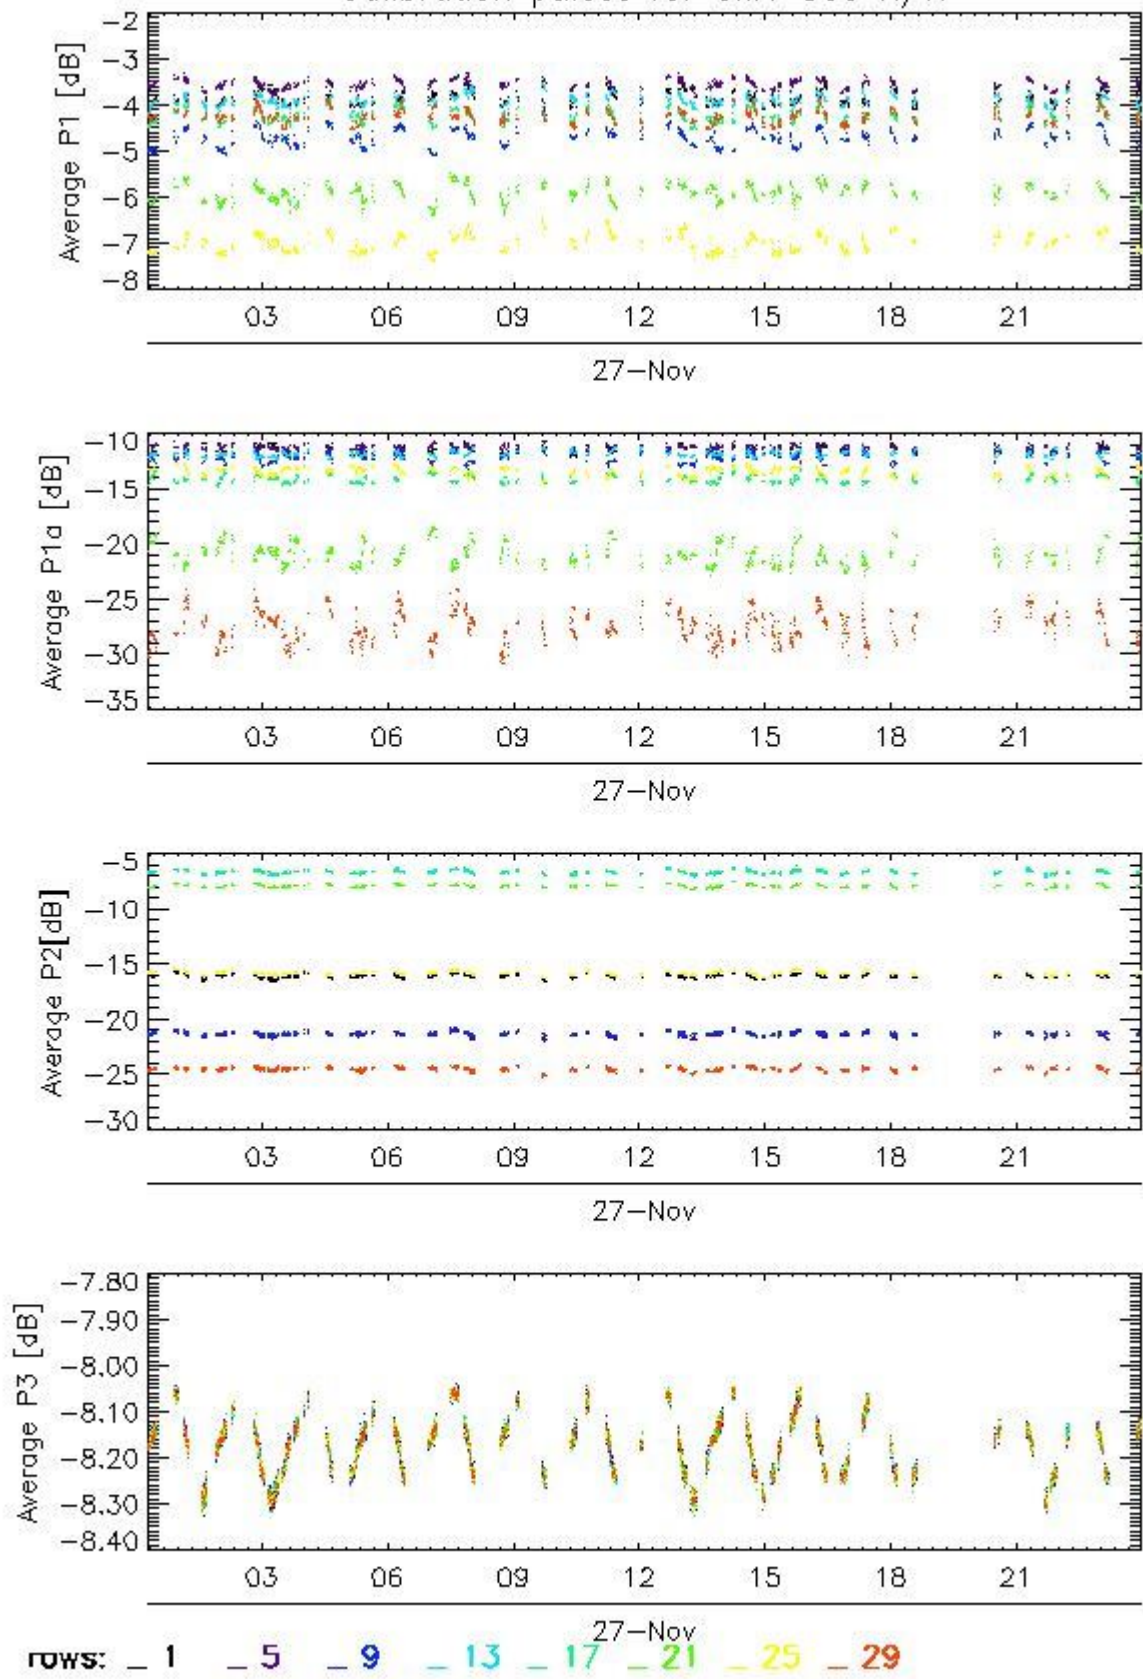 -2
-3
-4
-5
-6
-7
-8
Average P1 [dB]
03 06 09 12 15 18 21
27-Nov
-10
-15
-20
-25
-30
-35
Average P1a [dB]
03 06 09 12 15 18 21
27-Nov
-5
-10
-15
-20
-25
-30
Average P2[dB]
03 06 09 12 15 18 21
27-Nov
-7.80
-7.90
-8.00
-8.10
-8.20
-8.30
-8.40
Average P3 [dB]
03 06 09 12 15 18 21
27-Nov
rows: _ 1 _ 5 _ 9 _ 13 _ 17 _ 21 _ 25 _ 29